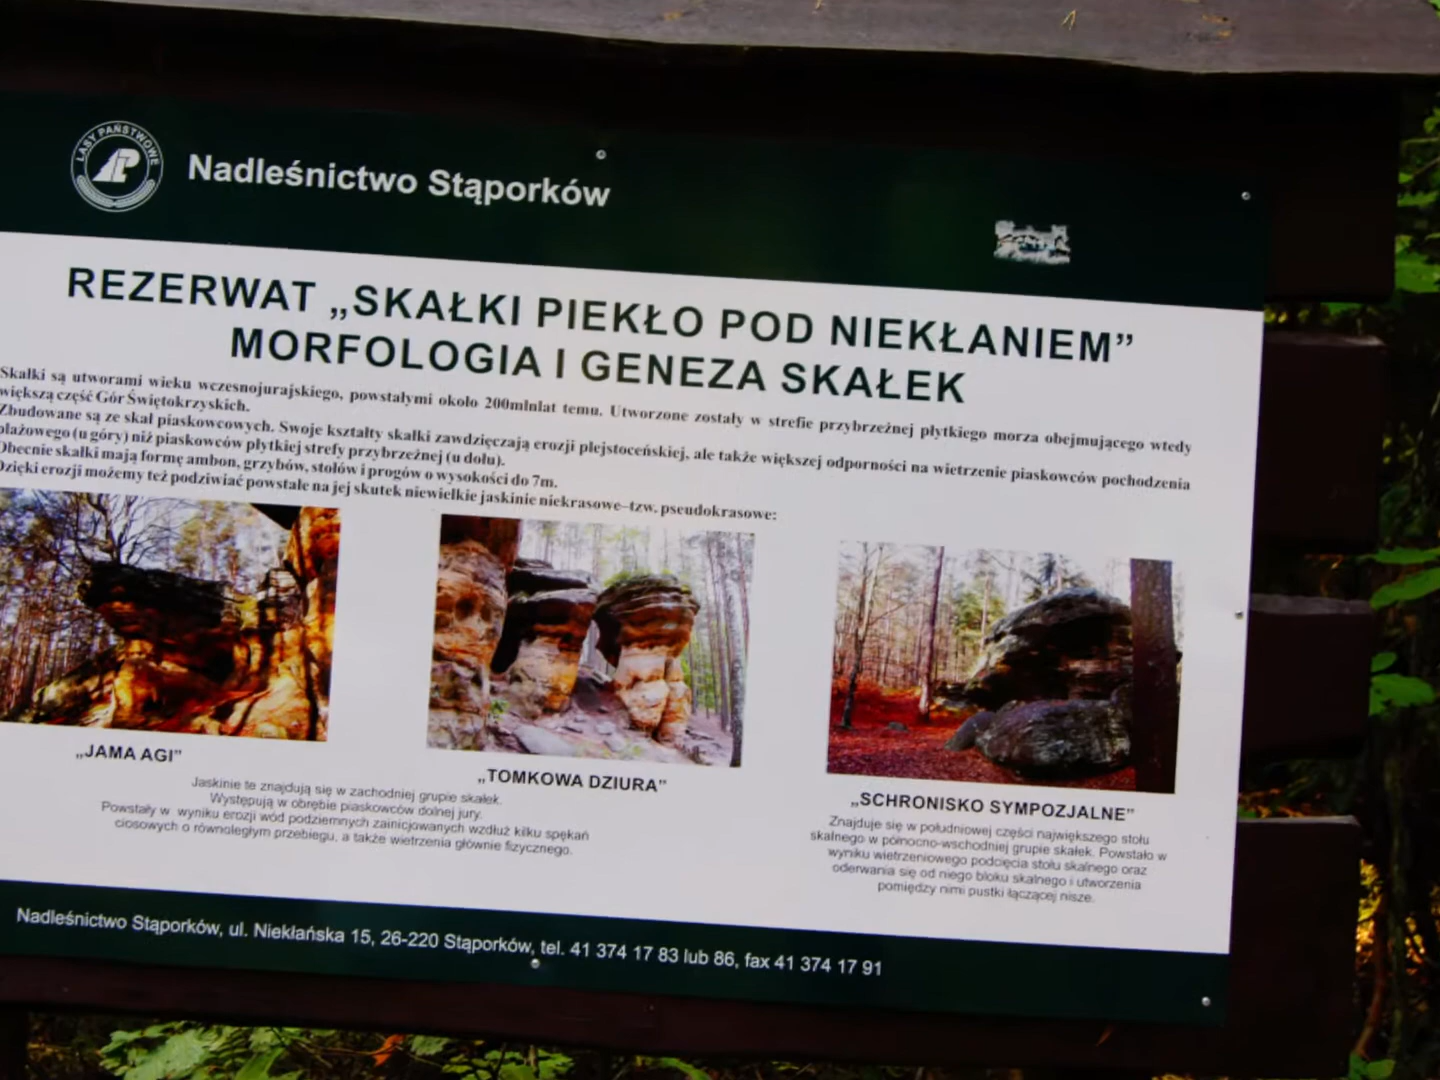 LASY PAŃSTWOWE
Nadleśnictwo Stąporków
REZERWAT „SKAŁKI PIEKŁO POD NIEKŁANIEM”
MORFOLOGIA I GENEZA SKAŁEK
Skałki są utworami wieku wczesnojurajskiego, powstałymi około 200mlnlat temu. Utworzone zostały w strefie przybrzeżnej płytkiego morza obejmującego wtedy
większą część Gór Świętokrzyskich.
Zbudowane są ze skał piaskowcowych. Swoje kształty skałki zawdzięczają erozji plejstoceńskiej, ale także większej odporności na wietrzenie piaskowców pochodzenia
plażowego (u góry) niż piaskowców płytkiej strefy przybrzeżnej (u dołu).
Obecnie skałki mają formę ambon, grzybów, stołów i progów o wysokości do 7m.
Dzięki erozji możemy też podziwiać powstałe na jej skutek niewielkie jaskinie niekrasowe–tzw. pseudokrasowe:
„JAMA AGI”
„TOMKOWA DZIURA”
Jaskinie te znajdują się w zachodniej grupie skałek.
Występują w obrębie piaskowców dolnej jury.
Powstały w wyniku erozji wód podziemnych zainicjowanych wzdłuż kilku spękań
ciosowych o równoległym przebiegu, a także wietrzenia głównie fizycznego.
„SCHRONISKO SYMPOZJALNE”
Znajduje się w południowej części największego stołu
skalnego w północno-wschodniej grupie skałek. Powstało w
wyniku wietrzeniowego podcięcia stołu skalnego oraz
oderwania się od niego bloku skalnego i utworzenia
pomiędzy nimi pustki łączącej nisze.
Nadleśnictwo Stąporków, ul. Niekłańska 15, 26-220 Stąporków, tel. 41 374 17 83 lub 86, fax 41 374 17 91